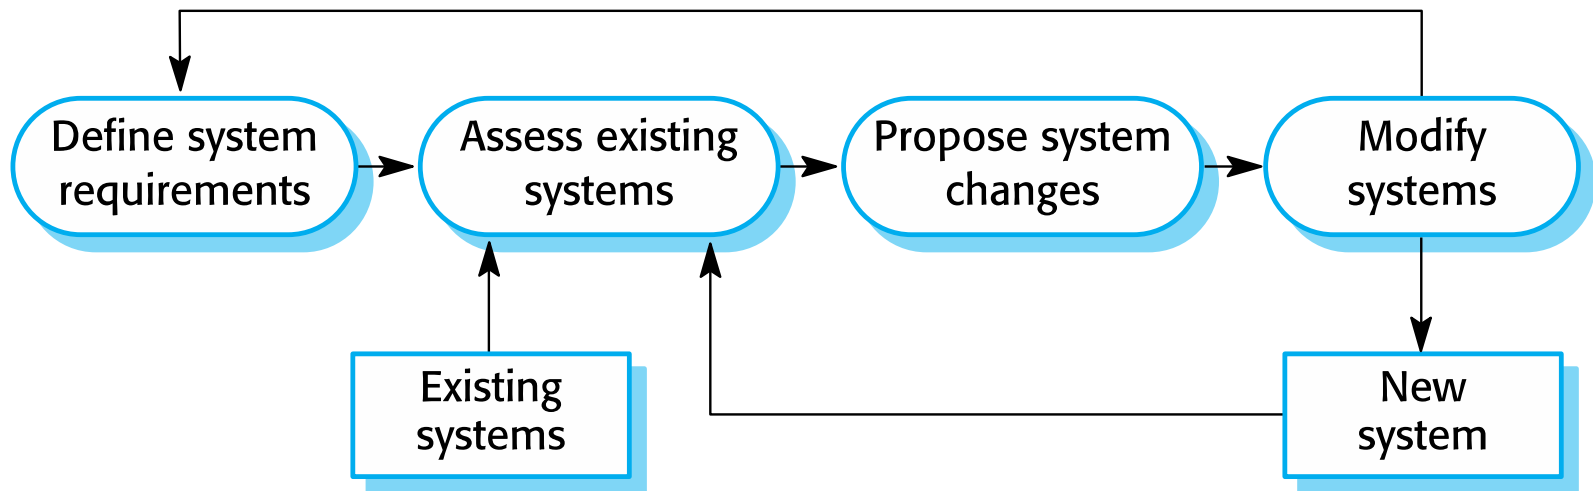 Define system
requirements
Assess existing
systems
Propose system
changes
Modify
systems
Existing
systems
New
system